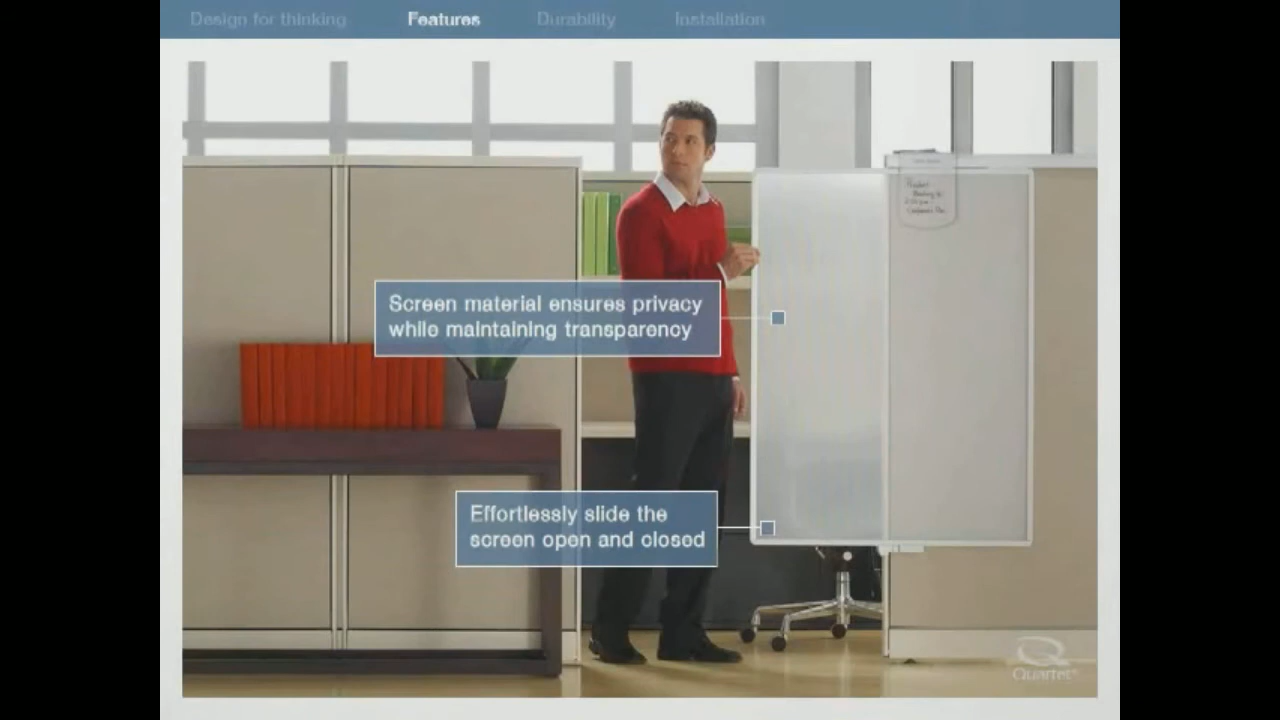 Design for thinking
Features
Durability
Installation
Screen material ensures privacy
while maintaining transparency
Effortlessly slide the
screen open and closed
Quartet